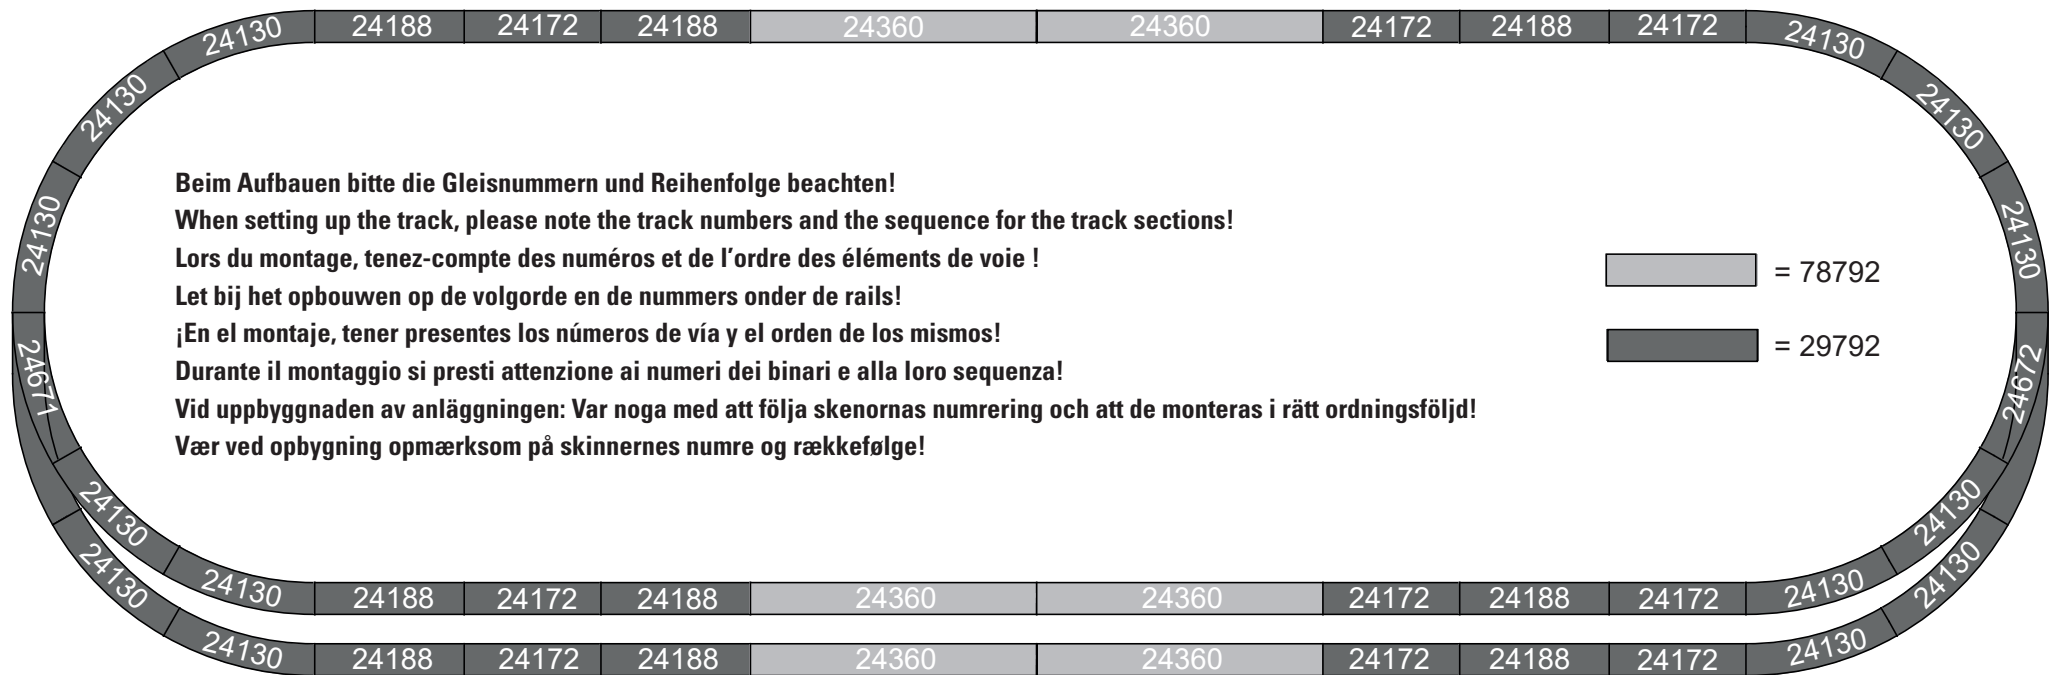 24130 24188 24172 24188 24360 24360 24172 24188 24172 24130
24130 24130
24130 24130
Beim Aufbauen bitte die Gleisnummern und Reihenfolge beachten!
When setting up the track, please note the track numbers and the sequence for the track sections!
Lors du montage, tenez-compte des numéros et de l'ordre des éléments de voie !
Let bij het opbouwen op de volgorde en de nummers onder de rails!
¡En el montaje, tener presentes los números de vía y el orden de los mismos!
Durante il montaggio si presti attenzione ai numeri dei binari e alla loro sequenza!
Vid uppbyggnaden av anläggningen: Var noga med att följa skenornas numrering och att de monteras i rätt ordningsföljd!
Vær ved opbygning opmærksom på skinnernes numre og rækkefølge!
= 78792
= 29792
24671 24672
24130 24130
24130 24130
24130 24188 24172 24188 24360 24360 24172 24188 24172 24130
24130 24188 24172 24188 24360 24360 24172 24188 24172 24130